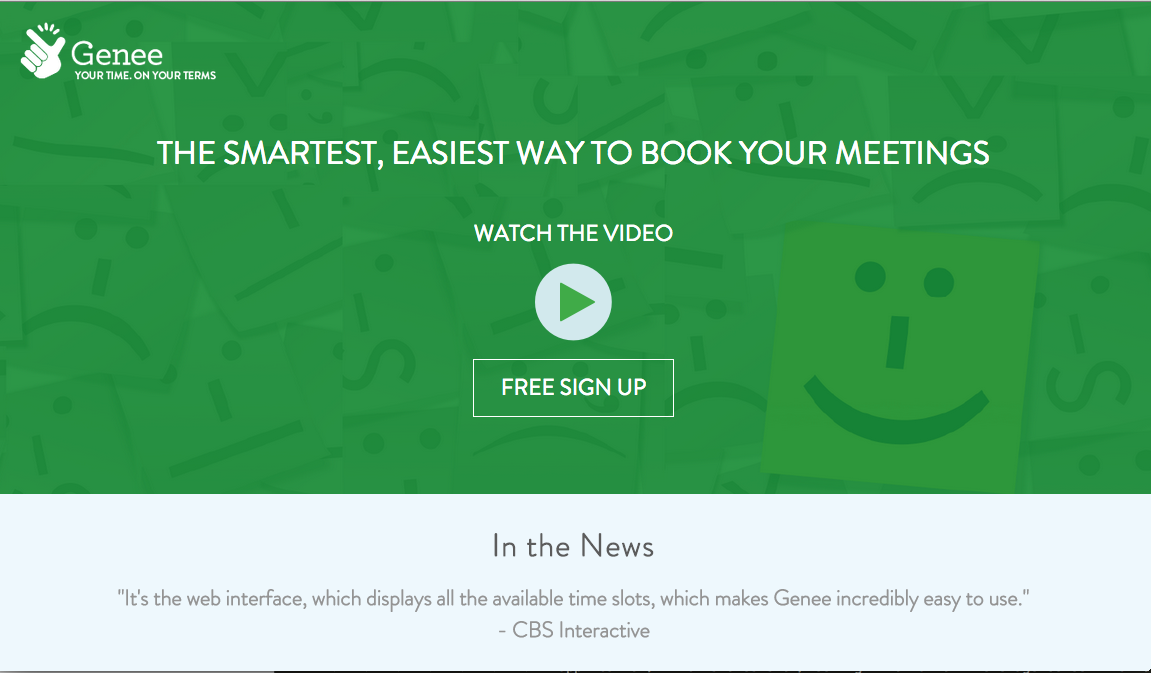 Genee
YOUR TIME. ON YOUR TERMS
THE SMARTEST, EASIEST WAY TO BOOK YOUR MEETINGS
WATCH THE VIDEO
FREE SIGN UP
In the News
"It's the web interface, which displays all the available time slots, which makes Genee incredibly easy to use."
- CBS Interactive